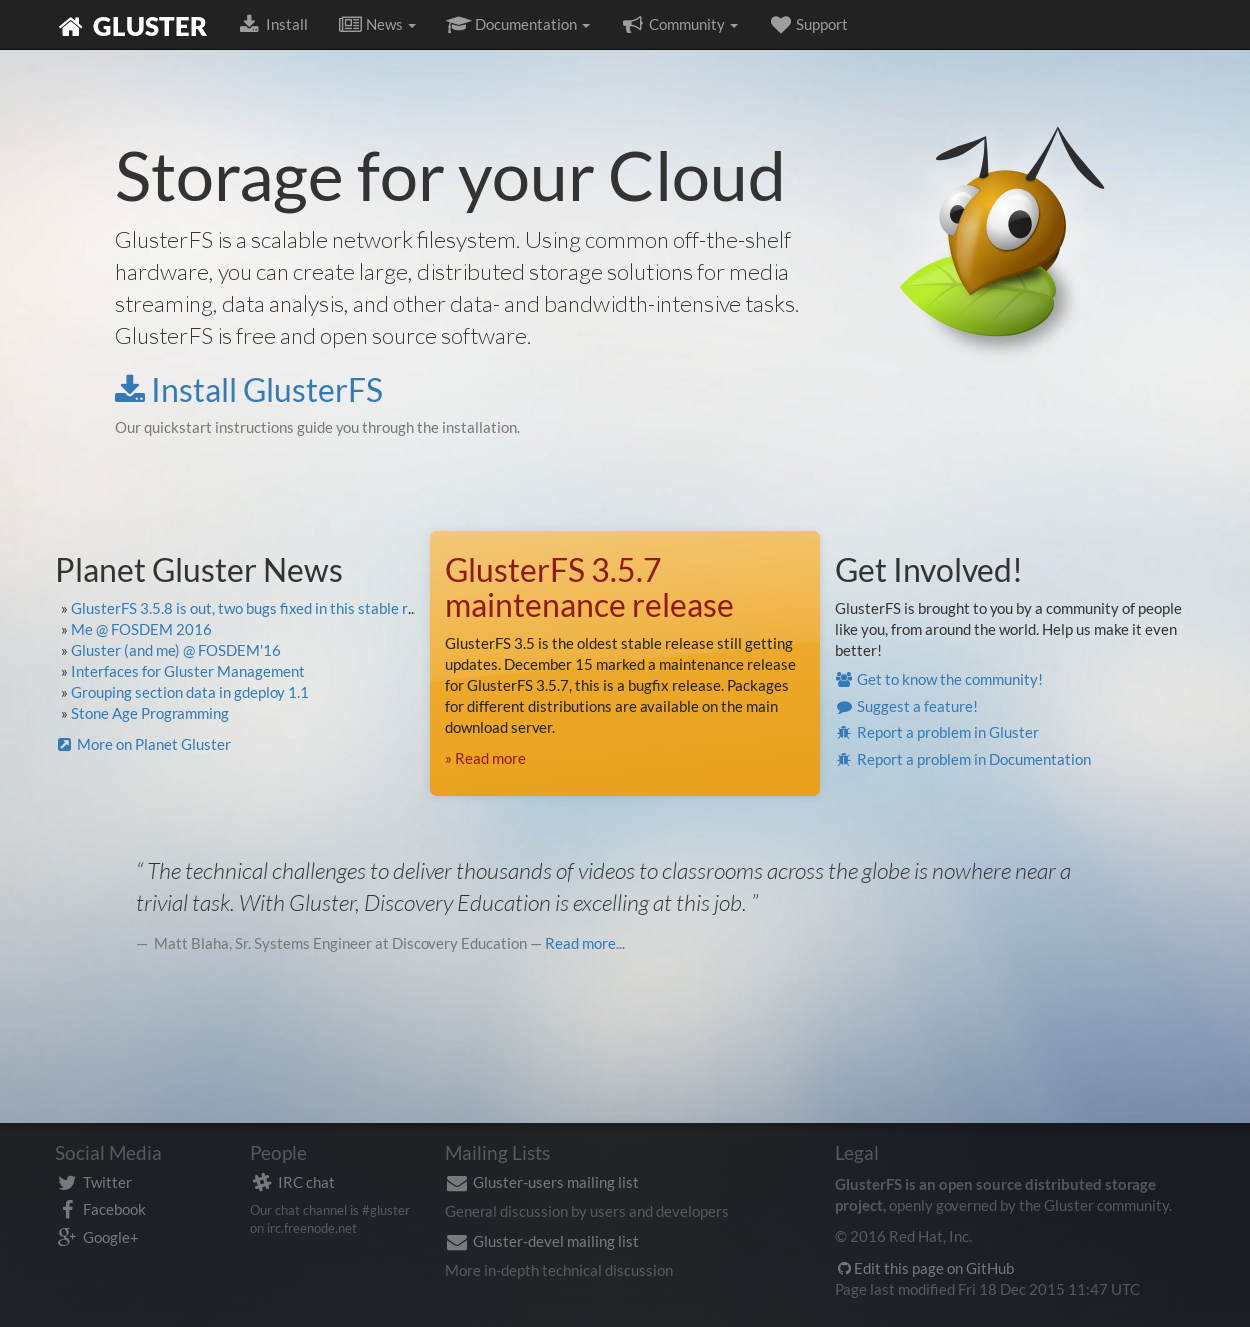 GLUSTER
Install
News
Documentation
Community
Support
Storage for your Cloud
GlusterFS is a scalable network filesystem. Using common off-the-shelf
hardware, you can create large, distributed storage solutions for media
streaming, data analysis, and other data- and bandwidth-intensive tasks.
GlusterFS is free and open source software.
Install GlusterFS
Our quickstart instructions guide you through the installation.
Planet Gluster News
» GlusterFS 3.5.8 is out, two bugs fixed in this stable r..
» Me @ FOSDEM 2016
» Gluster (and me) @ FOSDEM'16
» Interfaces for Gluster Management
» Grouping section data in gdeploy 1.1
» Stone Age Programming
More on Planet Gluster
GlusterFS 3.5.7
maintenance release
GlusterFS 3.5 is the oldest stable release still getting
updates. December 15 marked a maintenance release
for GlusterFS 3.5.7, this is a bugfix release. Packages
for different distributions are available on the main
download server.
» Read more
Get Involved!
GlusterFS is brought to you by a community of people
like you, from around the world. Help us make it even
better!
Get to know the community!
Suggest a feature!
Report a problem in Gluster
Report a problem in Documentation
“ The technical challenges to deliver thousands of videos to classrooms across the globe is nowhere near a
trivial task. With Gluster, Discovery Education is excelling at this job. ”
— Matt Blaha, Sr. Systems Engineer at Discovery Education — Read more...
Social Media
Twitter
Facebook
Google+
People
IRC chat
Our chat channel is #gluster
on irc.freenode.net
Mailing Lists
Gluster-users mailing list
General discussion by users and developers
Gluster-devel mailing list
More in-depth technical discussion
Legal
GlusterFS is an open source distributed storage
project, openly governed by the Gluster community.
© 2016 Red Hat, Inc.
Edit this page on GitHub
Page last modified Fri 18 Dec 2015 11:47 UTC